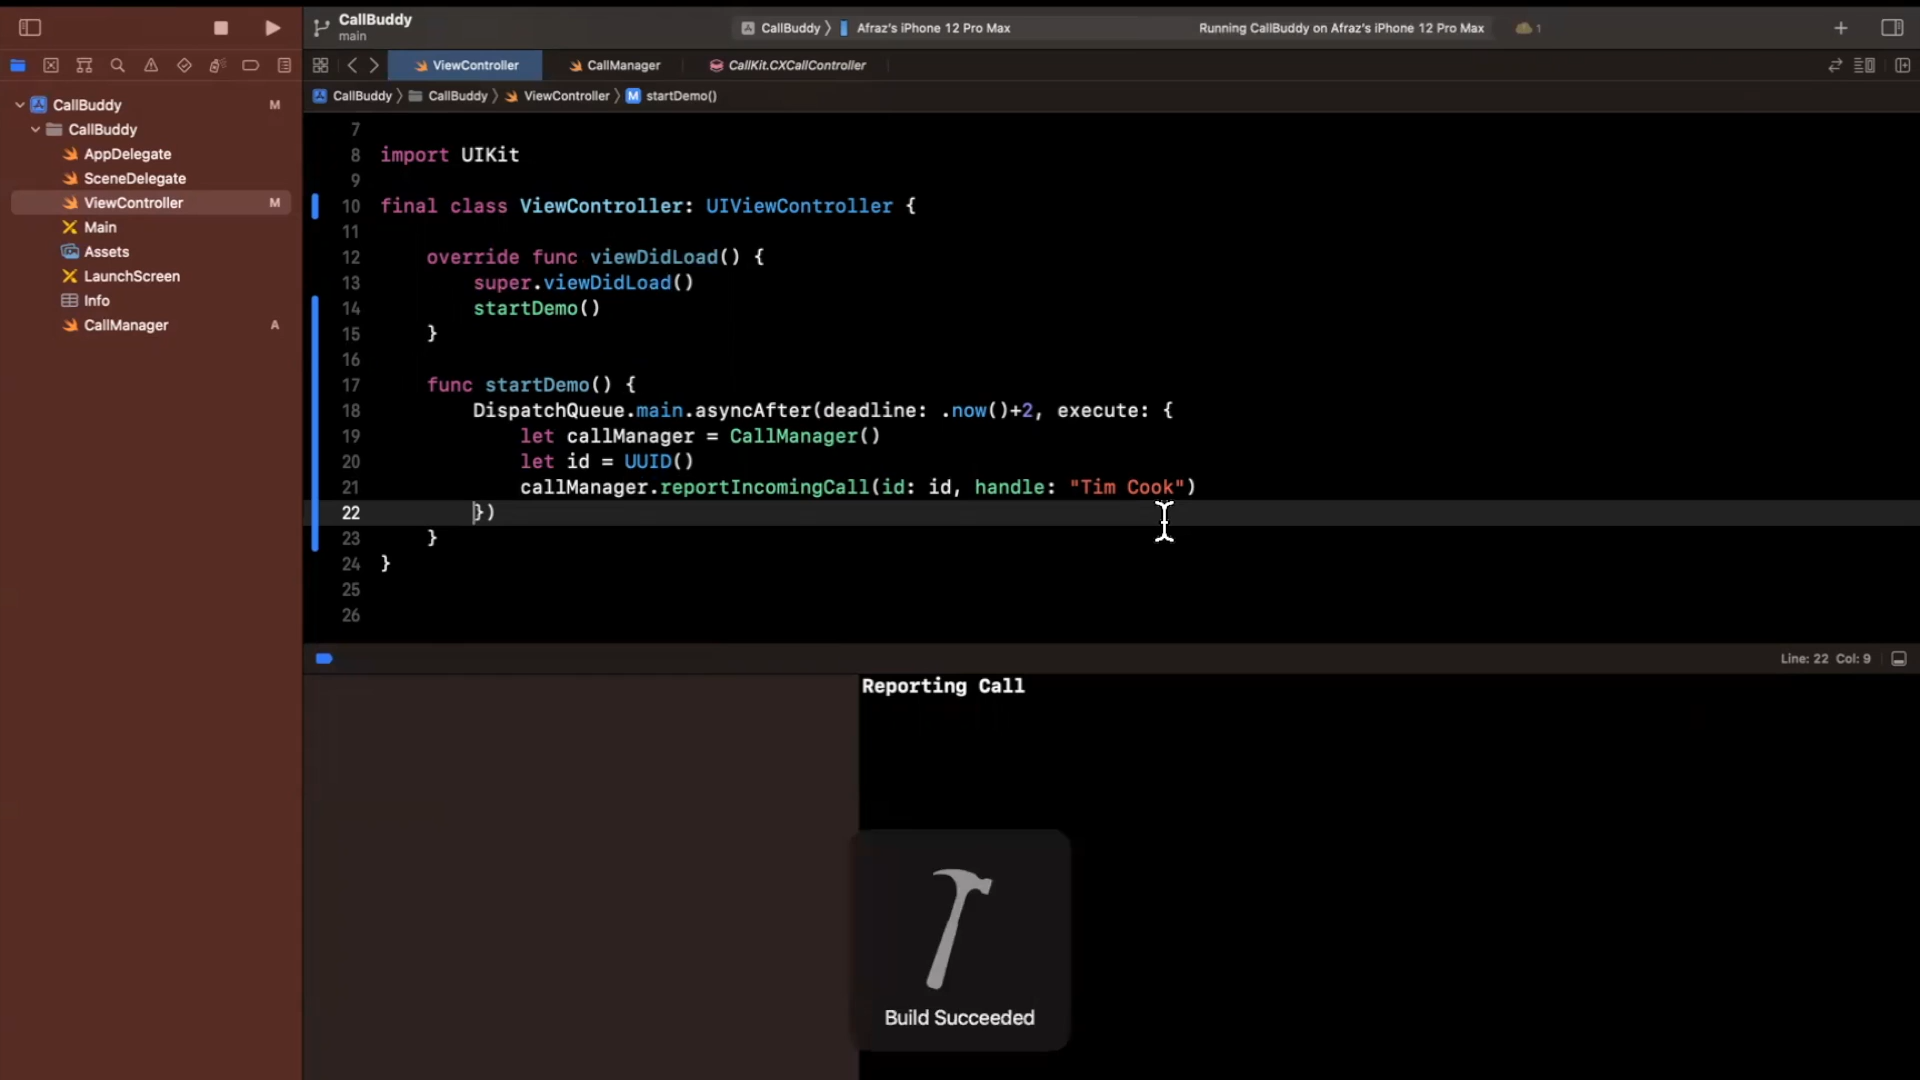 CallBuddy
main
CallBuddy
Afraz's iPhone 12 Pro Max
Running CallBuddy on Afraz's iPhone 12 Pro Max
1
ViewController
CallManager
CallKit.CXCallController
CallBuddy
CallBuddy
ViewController
M
startDemo()
CallBuddy
M
CallBuddy
AppDelegate
SceneDelegate
ViewController
M
Main
Assets
LaunchScreen
Info
CallManager
A
7
8 import UIKit
9
10 final class ViewController: UIViewController {
11
12 override func viewDidLoad() {
13 super.viewDidLoad()
14 startDemo()
15 }
16
17 func startDemo() {
18 DispatchQueue.main.asyncAfter(deadline: .now()+2, execute: {
19 let callManager = CallManager()
20 let id = UUID()
21 callManager.reportIncomingCall(id: id, handle: "Tim Cook")
22 })
23 }
24 }
25
26
Line: 22 Col: 9
Reporting Call
Build Succeeded